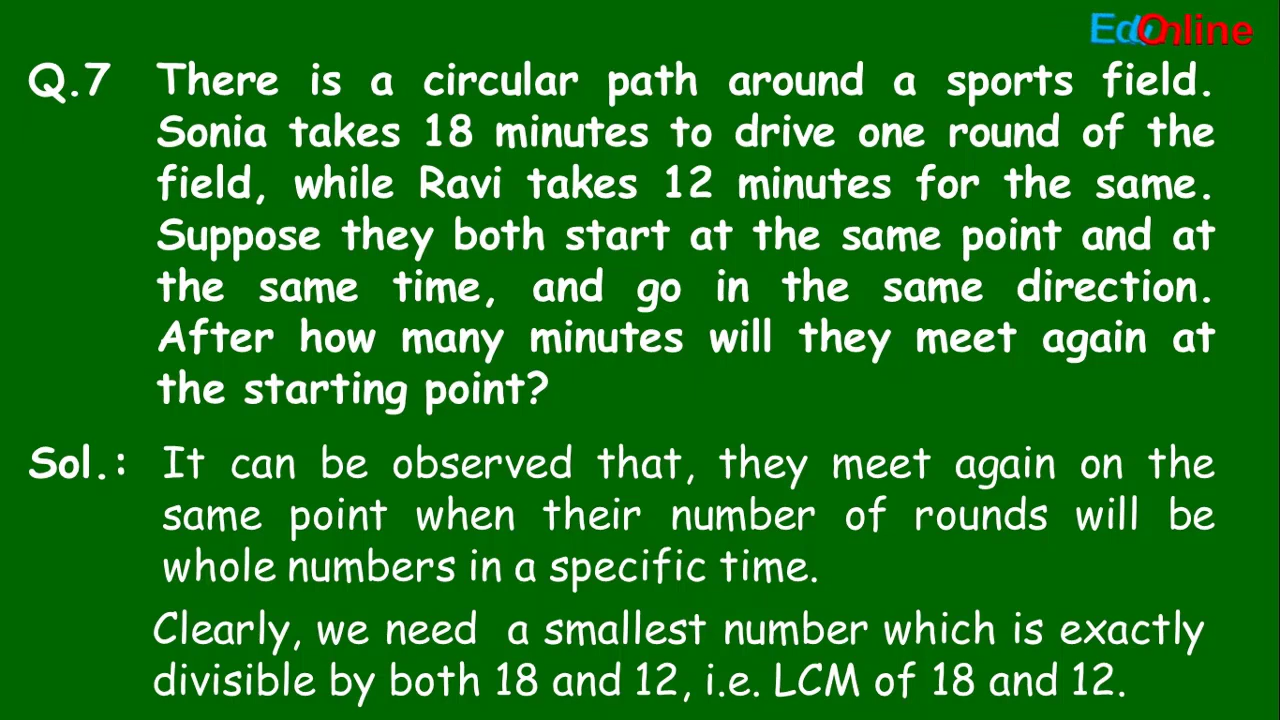 EduOnline
Q.7 There is a circular path around a sports field.
Sonia takes 18 minutes to drive one round of the
field, while Ravi takes 12 minutes for the same.
Suppose they both start at the same point and at
the same time, and go in the same direction.
After how many minutes will they meet again at
the starting point?
Sol.: It can be observed that, they meet again on the
same point when their number of rounds will be
whole numbers in a specific time.
Clearly, we need a smallest number which is exactly
divisible by both 18 and 12, i.e. LCM of 18 and 12.